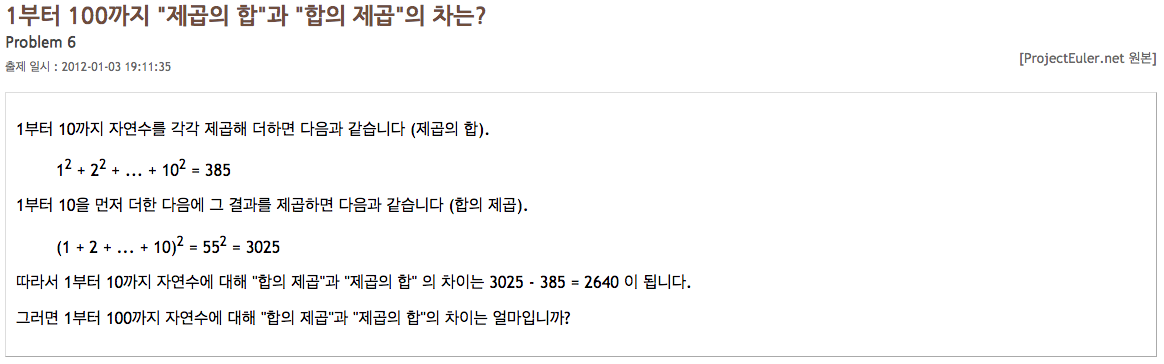 1부터 100까지 "제곱의 합"과 "합의 제곱"의 차는?
Problem 6
출제 일시 : 2012-01-03 19:11:35
[ProjectEuler.net 원본]
1부터 10까지 자연수를 각각 제곱해 더하면 다음과 같습니다 (제곱의 합).
1² + 2² + ... + 10² = 385
1부터 10을 먼저 더한 다음에 그 결과를 제곱하면 다음과 같습니다 (합의 제곱).
(1 + 2 + ... + 10)² = 55² = 3025
따라서 1부터 10까지 자연수에 대해 "합의 제곱"과 "제곱의 합" 의 차이는 3025 - 385 = 2640 이 됩니다.
그러면 1부터 100까지 자연수에 대해 "합의 제곱"과 "제곱의 합"의 차이는 얼마입니까?